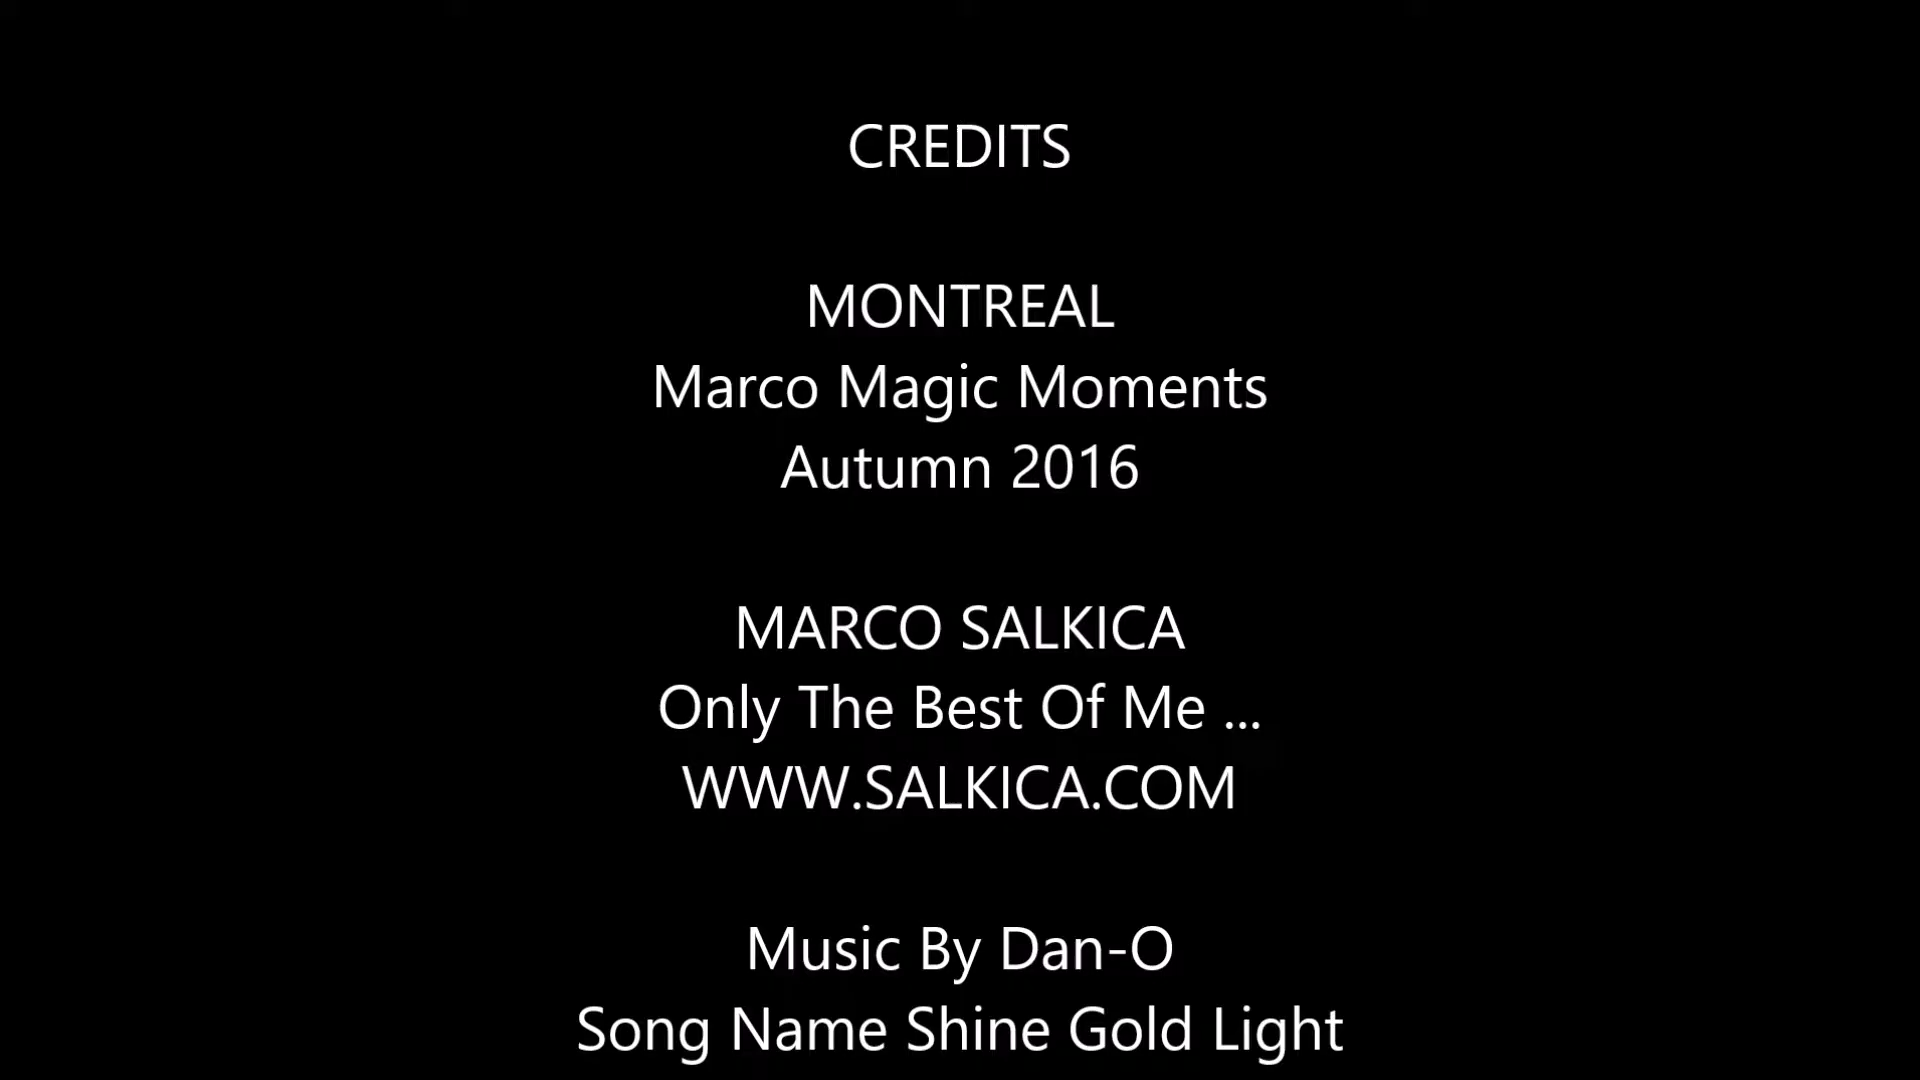 CREDITS
MONTREAL
Marco Magic Moments
Autumn 2016
MARCO SALKICA
Only The Best Of Me ...
WWW.SALKICA.COM
Music By Dan-O
Song Name Shine Gold Light